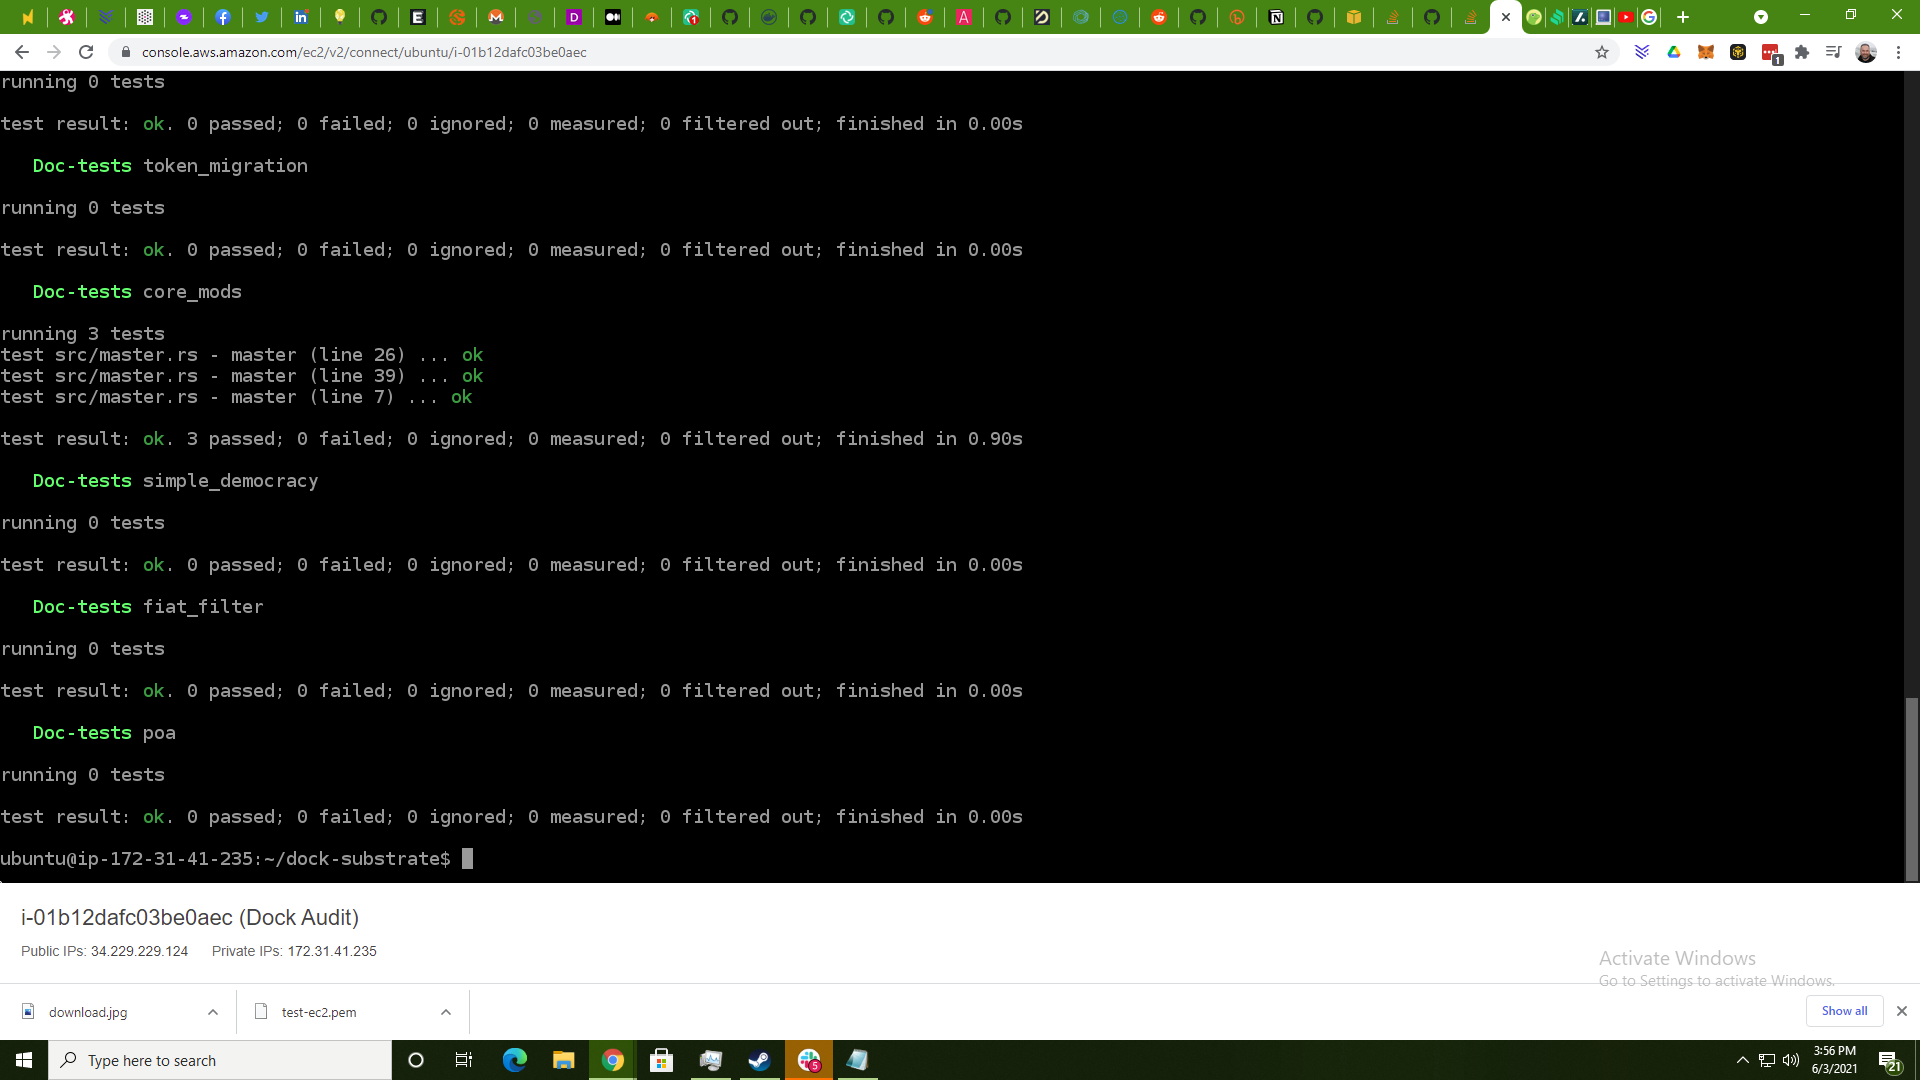 console.aws.amazon.com/ec2/v2/connect/ubuntu/i-01b12dafc03be0aec
1
running 0 tests
test result: ok. 0 passed; 0 failed; 0 ignored; 0 measured; 0 filtered out; finished in 0.00s
Doc-tests token_migration
running 0 tests
test result: ok. 0 passed; 0 failed; 0 ignored; 0 measured; 0 filtered out; finished in 0.00s
Doc-tests core_mods
running 3 tests
test src/master.rs - master (line 26) ... ok
test src/master.rs - master (line 39) ... ok
test src/master.rs - master (line 7) ... ok
test result: ok. 3 passed; 0 failed; 0 ignored; 0 measured; 0 filtered out; finished in 0.90s
Doc-tests simple_democracy
running 0 tests
test result: ok. 0 passed; 0 failed; 0 ignored; 0 measured; 0 filtered out; finished in 0.00s
Doc-tests fiat_filter
running 0 tests
test result: ok. 0 passed; 0 failed; 0 ignored; 0 measured; 0 filtered out; finished in 0.00s
Doc-tests poa
running 0 tests
test result: ok. 0 passed; 0 failed; 0 ignored; 0 measured; 0 filtered out; finished in 0.00s
ubuntu@ip-172-31-41-235:~/dock-substrate$
i-01b12dafc03be0aec (Dock Audit)
Public IPs: 34.229.229.124 Private IPs: 172.31.41.235
Activate Windows
Go to Settings to activate Windows.
download.jpg
test-ec2.pem
Show all
Type here to search
5
3:56 PM
6/3/2021
21